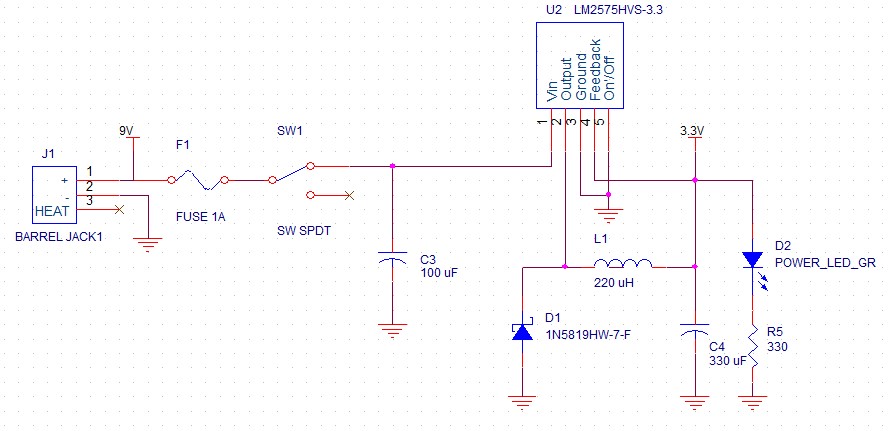 U2 LM2575HVS-3.3
Vin
Output
Ground
Feedback
On'/Off
1
2
3
4
5
9V
F1
SW1
3.3V
J1
1
+
2
-
3
HEAT
FUSE 1A
SW SPDT
BARREL JACK1
L1
D2
C3
POWER_LED_GR
100 uF
220 uH
D1
R5
1N5819HW-7-F
C4
330
330 uF